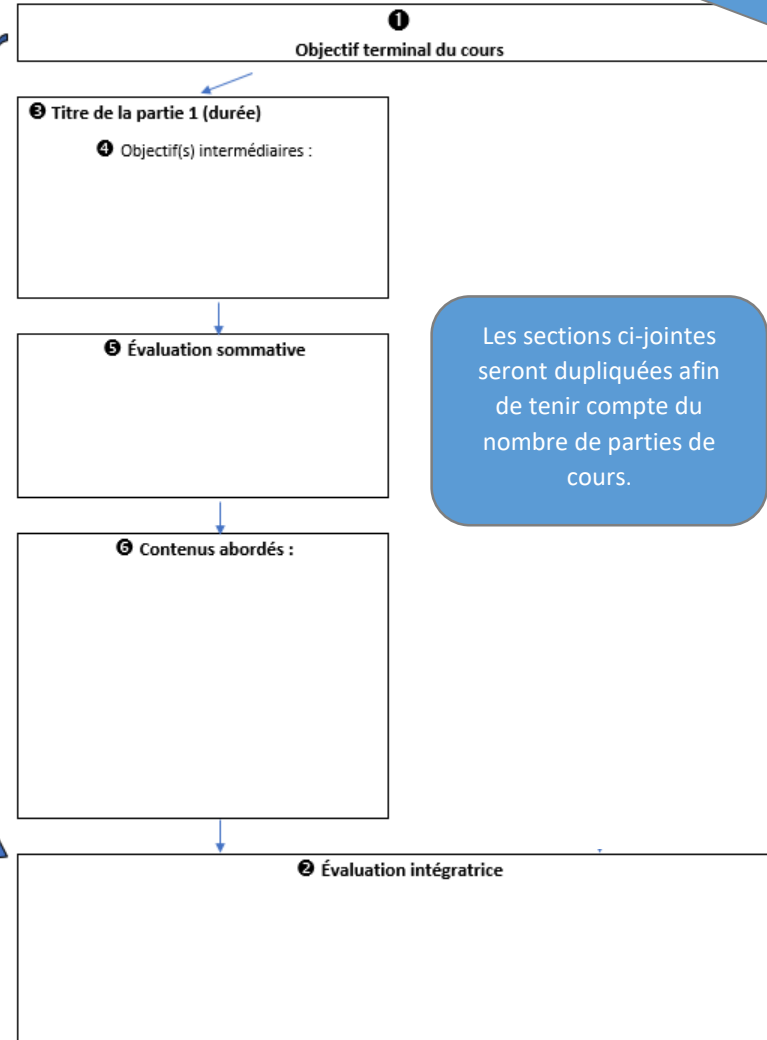 ❶
Objectif terminal du cours
❸ Titre de la partie 1 (durée)
❹ Objectif(s) intermédiaires :
❺ Évaluation sommative
Les sections ci-jointes
seront dupliquées afin
de tenir compte du
nombre de parties de
cours.
❻ Contenus abordés :
❷ Évaluation intégratrice